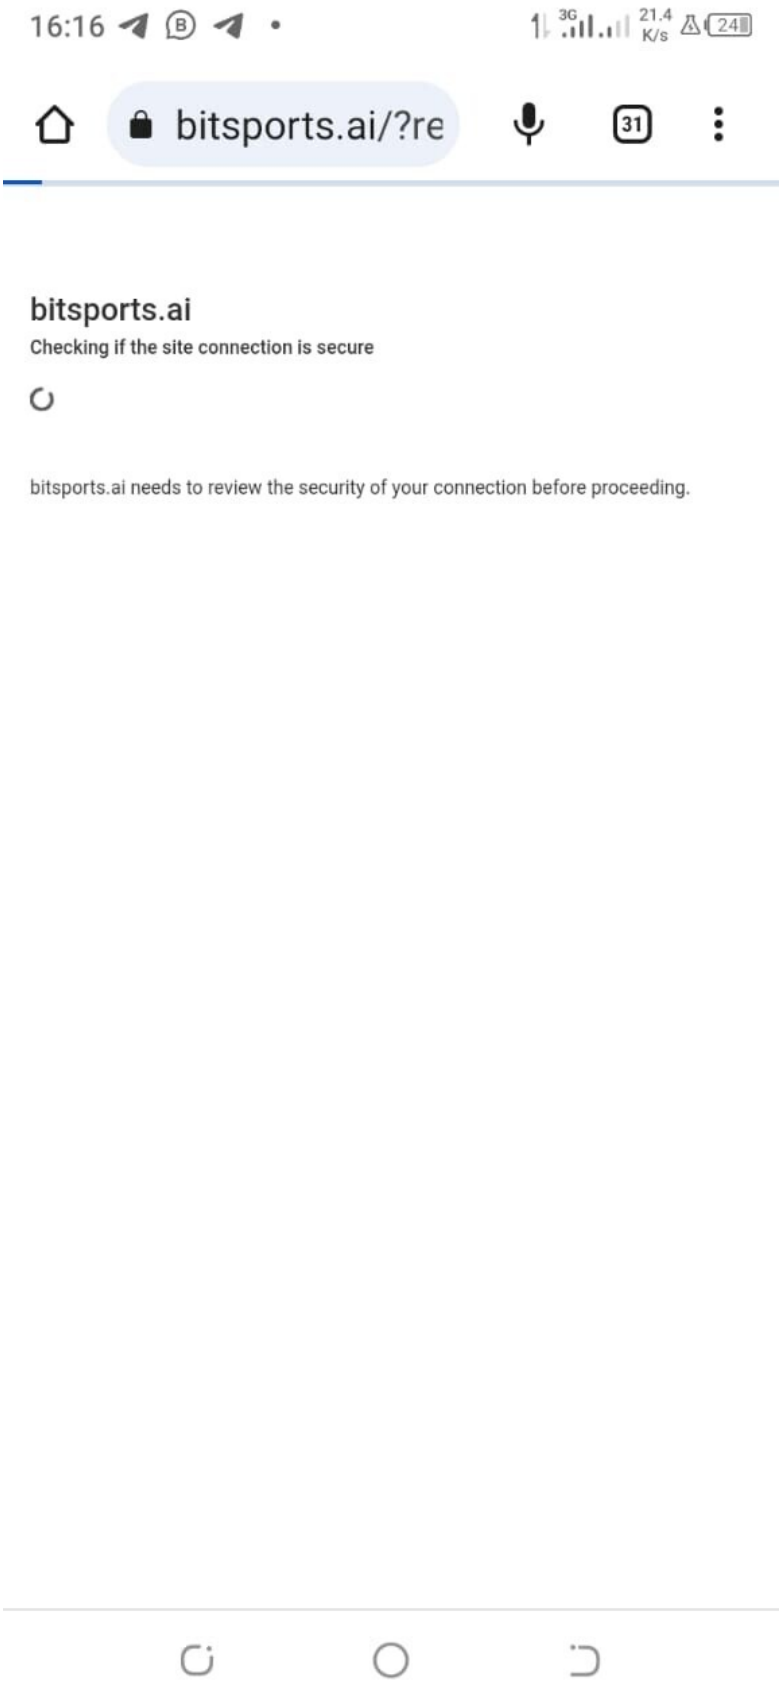 16:16 B 3G 21.4 K/s 24
bitsports.ai/?re
31
bitsports.ai
Checking if the site connection is secure
bitsports.ai needs to review the security of your connection before proceeding.